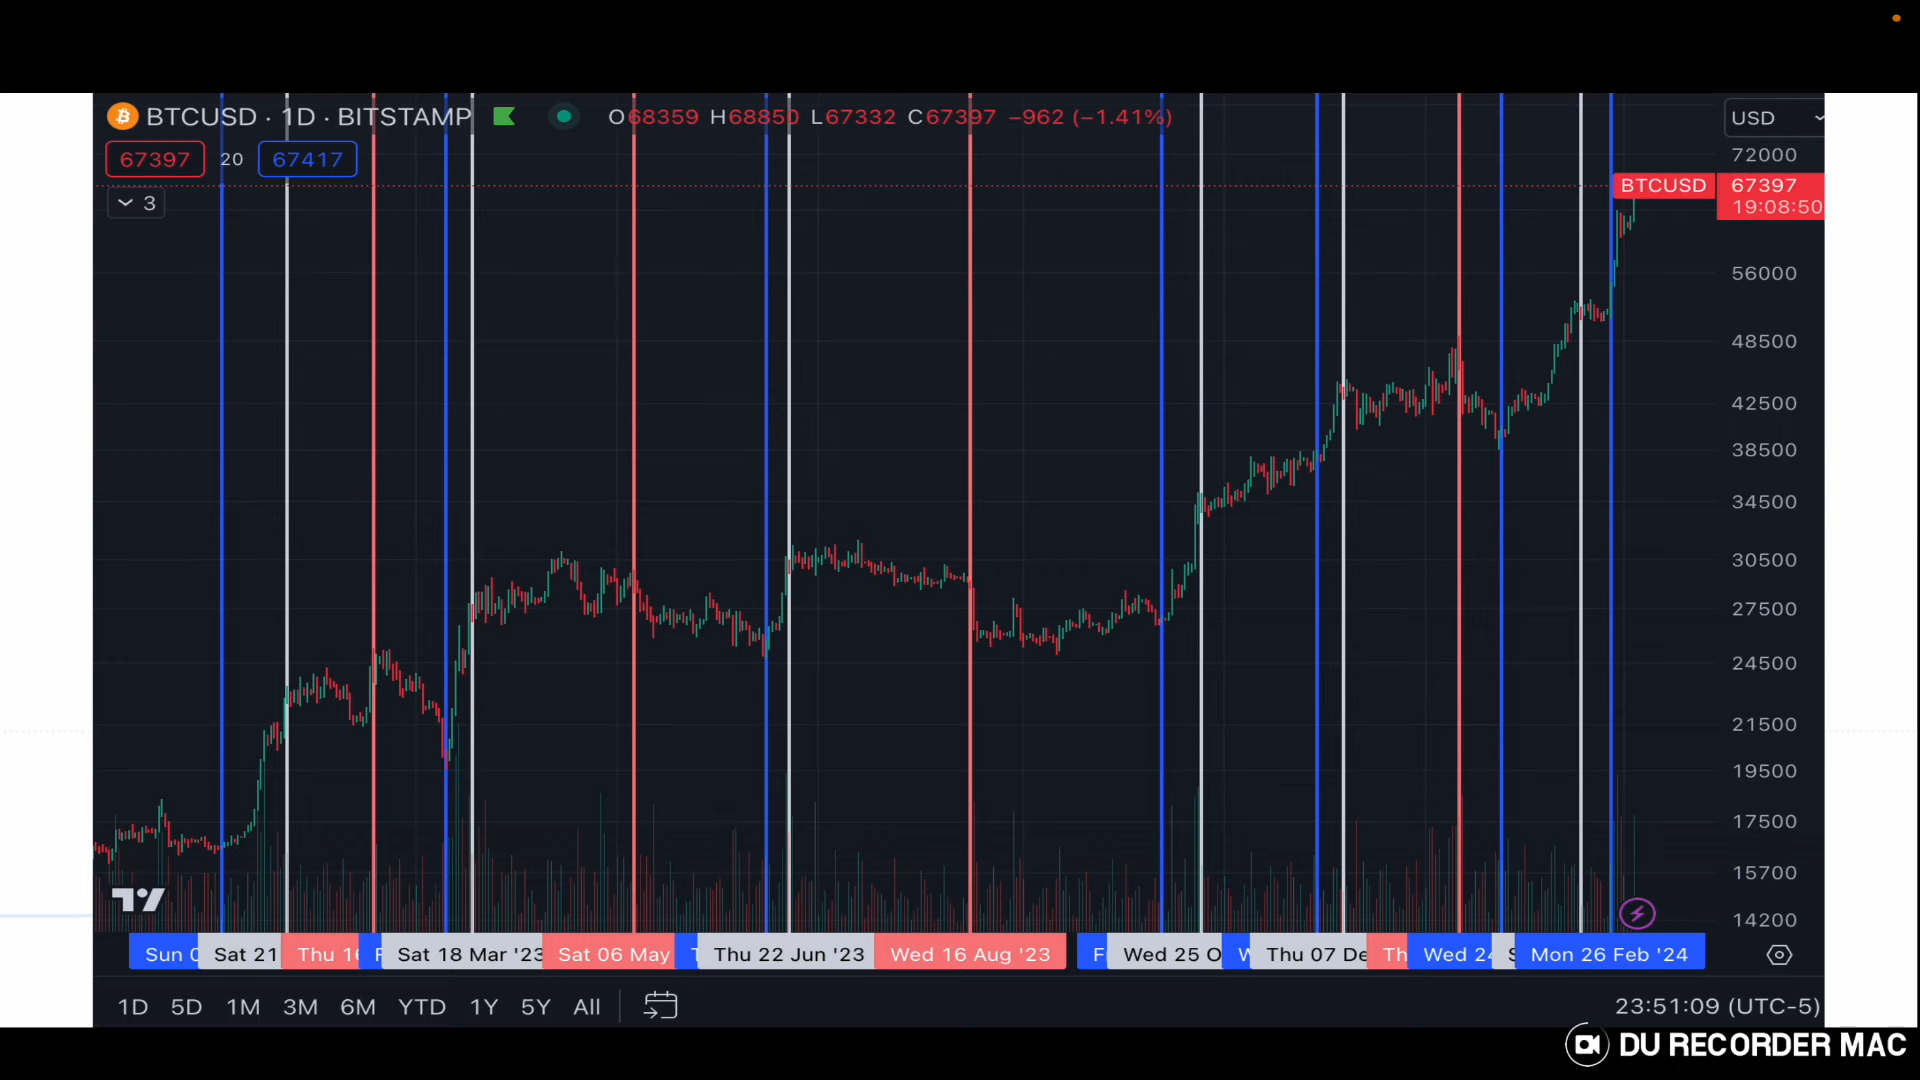 BTCUSD · 1D · BITSTAMP O68359 H68850 L67332 C67397 −962 (−1.41%) USD
67397 20 67417
3
72000
BTCUSD 67397
19:08:50
56000
48500
42500
38500
34500
30500
27500
24500
21500
19500
17500
15700
14200
Sun 0 Sat 21 Thu 16 F Sat 18 Mar '23 Sat 06 May T Thu 22 Jun '23 Wed 16 Aug '23 F Wed 25 O W Thu 07 De Th Wed 24 S Mon 26 Feb '24
1D 5D 1M 3M 6M YTD 1Y 5Y All 23:51:09 (UTC-5)
DU RECORDER MAC